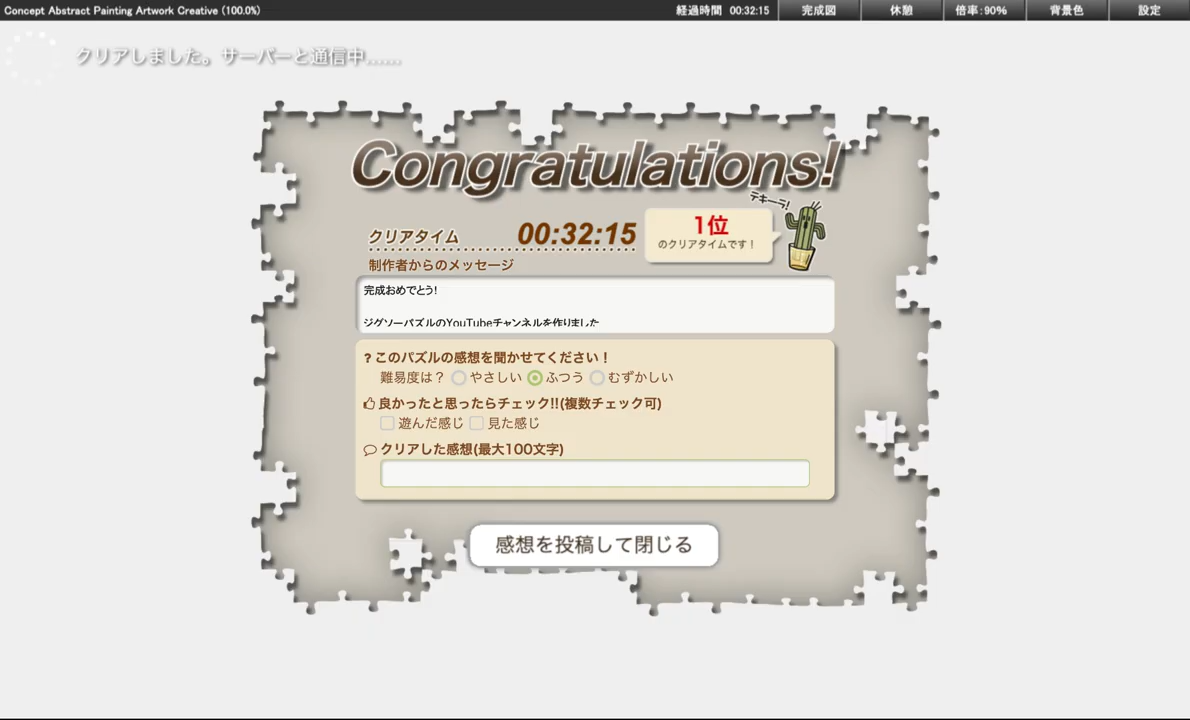 Concept Abstract Painting Artwork Creative (100.0%) 経過時間 00:32:15 完成図 休憩 倍率:90% 背景色 設定
クリアしました。サーバーと通信中......
Congratulations!
テキーラ!
クリアタイム 00:32:15
1位
のクリアタイムです!
制作者からのメッセージ
完成おめでとう!
ジグソーパズルのYouTubeチャンネルを作りました
? このパズルの感想を聞かせてください!
難易度は? やさしい ふつう むずかしい
良かったと思ったらチェック!!(複数チェック可)
遊んだ感じ 見た感じ
クリアした感想(最大100文字)
感想を投稿して閉じる